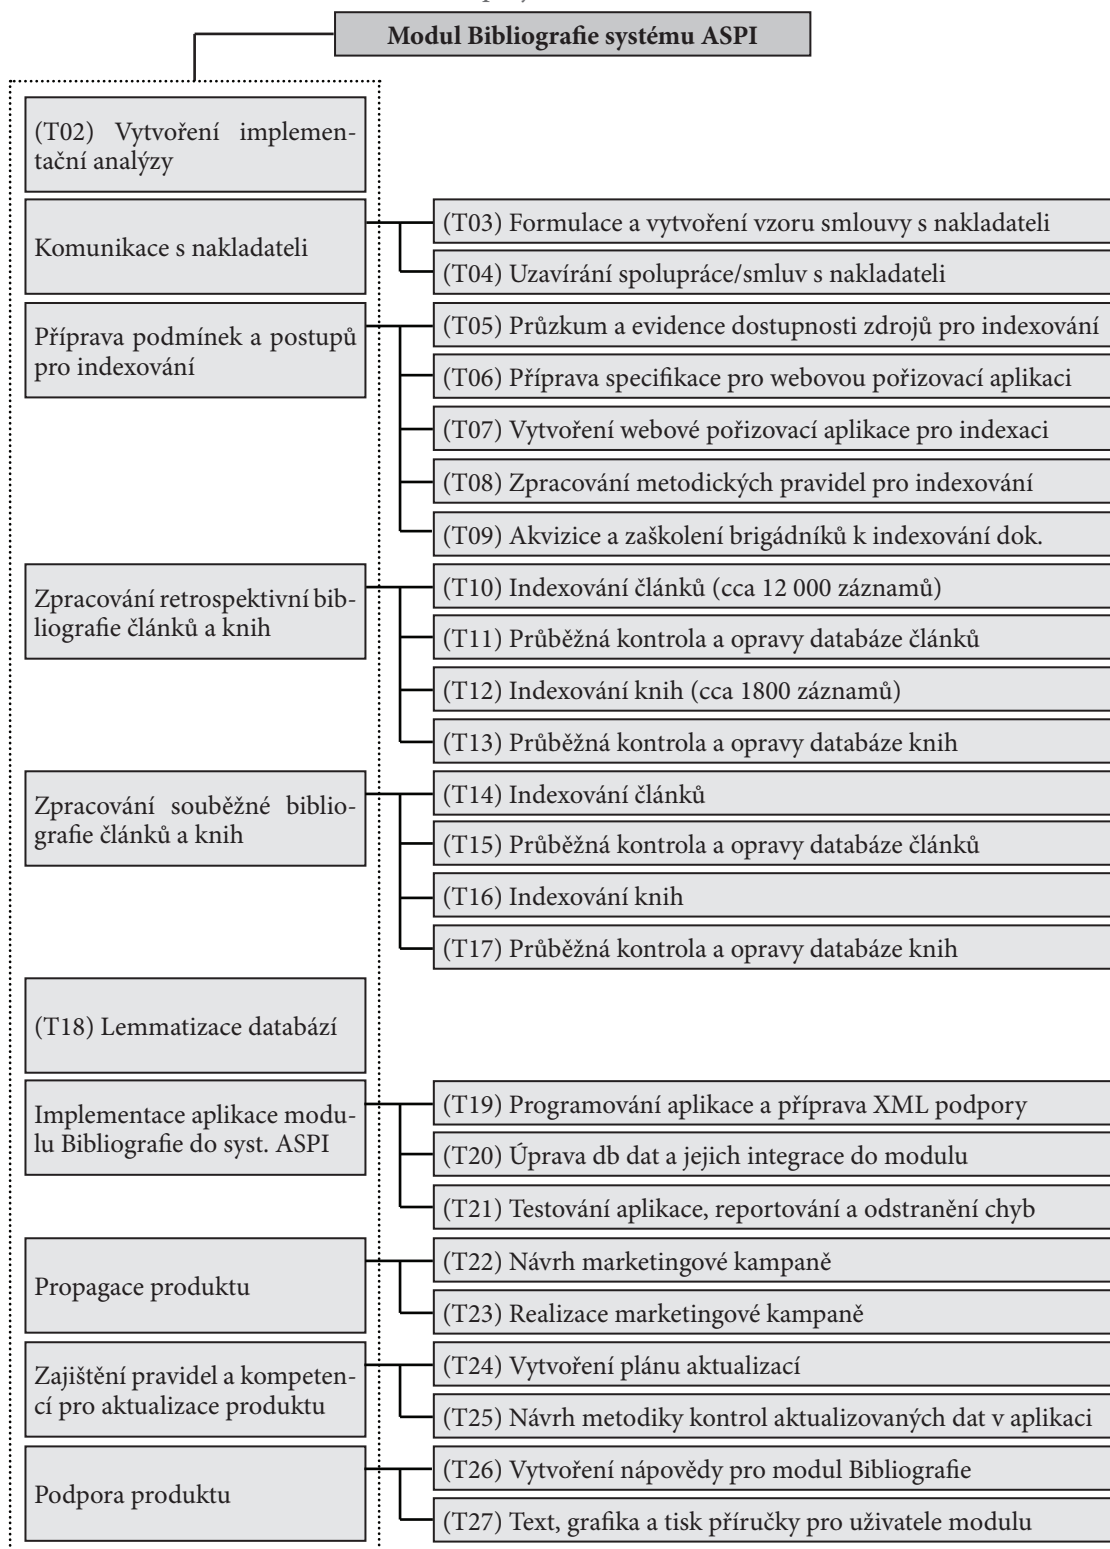 Modul Bibliografie systému ASPI
(T02) Vytvoření implemen-
tační analýzy
Komunikace s nakladateli
(T03) Formulace a vytvoření vzoru smlouvy s nakladateli
(T04) Uzavírání spolupráce/smluv s nakladateli
Příprava podmínek a postupů
pro indexování
(T05) Průzkum a evidence dostupnosti zdrojů pro indexování
(T06) Příprava specifikace pro webovou pořizovací aplikaci
(T07) Vytvoření webové pořizovací aplikace pro indexaci
(T08) Zpracování metodických pravidel pro indexování
(T09) Akvizice a zaškolení brigádníků k indexování dok.
Zpracování retrospektivní bib-
liografie článků a knih
(T10) Indexování článků (cca 12 000 záznamů)
(T11) Průběžná kontrola a opravy databáze článků
(T12) Indexování knih (cca 1800 záznamů)
(T13) Průběžná kontrola a opravy databáze knih
Zpracování souběžné biblio-
grafie článků a knih
(T14) Indexování článků
(T15) Průběžná kontrola a opravy databáze článků
(T16) Indexování knih
(T17) Průběžná kontrola a opravy databáze knih
(T18) Lemmatizace databází
Implementace aplikace modu-
lu Bibliografie do syst. ASPI
(T19) Programování aplikace a příprava XML podpory
(T20) Úprava db dat a jejich integrace do modulu
(T21) Testování aplikace, reportování a odstranění chyb
Propagace produktu
(T22) Návrh marketingové kampaně
(T23) Realizace marketingové kampaně
Zajištění pravidel a kompeten-
cí pro aktualizace produktu
(T24) Vytvoření plánu aktualizací
(T25) Návrh metodiky kontrol aktualizovaných dat v aplikaci
Podpora produktu
(T26) Vytvoření nápovědy pro modul Bibliografie
(T27) Text, grafika a tisk příručky pro uživatele modulu